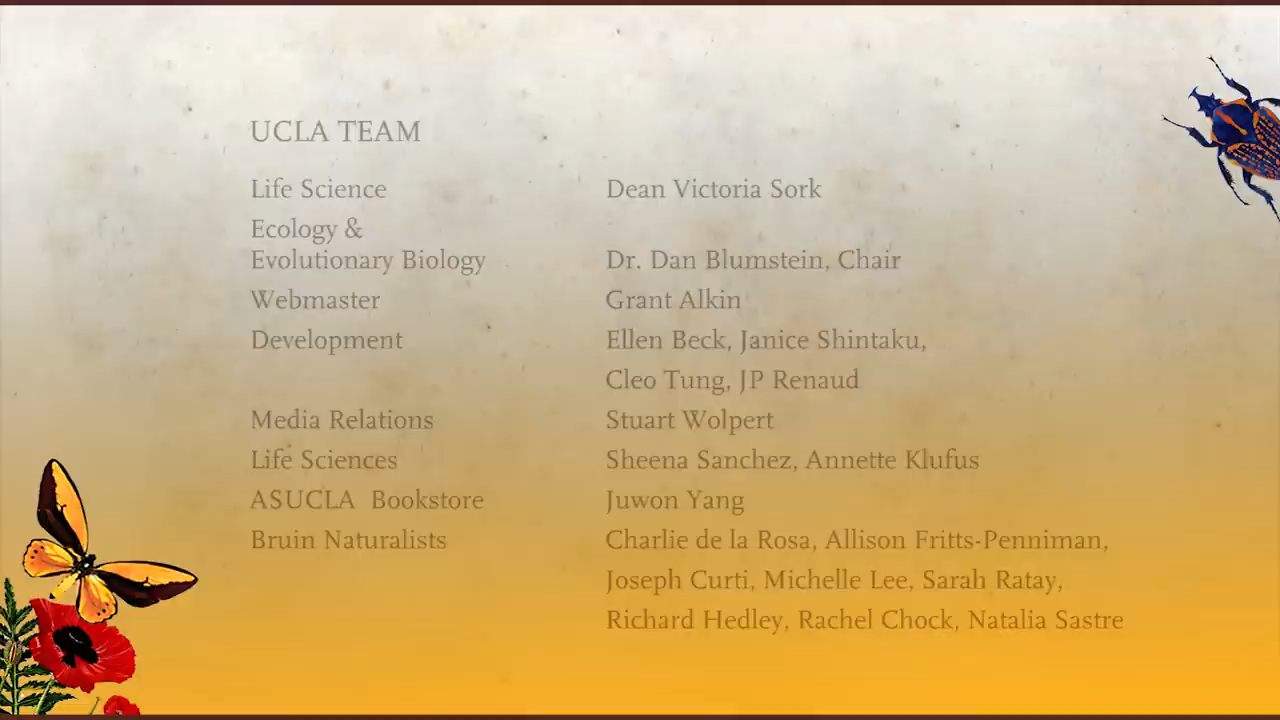 UCLA TEAM
Life Science Dean Victoria Sork
Ecology &
Evolutionary Biology Dr. Dan Blumstein, Chair
Webmaster Grant Alkin
Development Ellen Beck, Janice Shintaku,
Cleo Tung, JP Renaud
Media Relations Stuart Wolpert
Life Sciences Sheena Sanchez, Annette Klufus
ASUCLA Bookstore Juwon Yang
Bruin Naturalists Charlie de la Rosa, Allison Fritts-Penniman,
Joseph Curti, Michelle Lee, Sarah Ratay,
Richard Hedley, Rachel Chock, Natalia Sastre